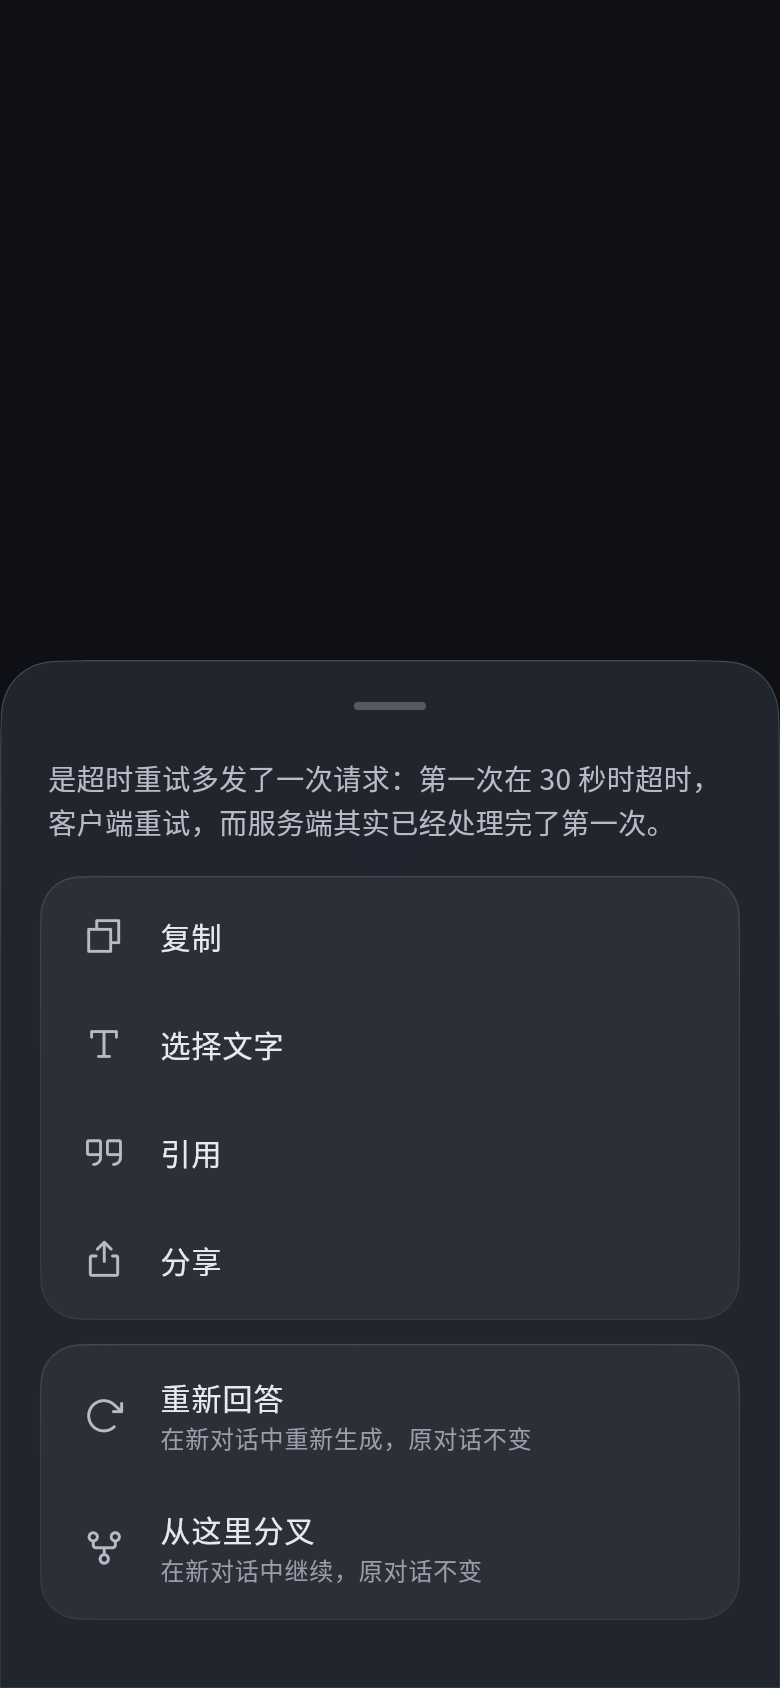 是超时重试多发了一次请求：第一次在 30 秒时超时，
客户端重试，而服务端其实已经处理完了第一次。
复制
选择文字
引用
分享
重新回答
在新对话中重新生成，原对话不变
从这里分叉
在新对话中继续，原对话不变